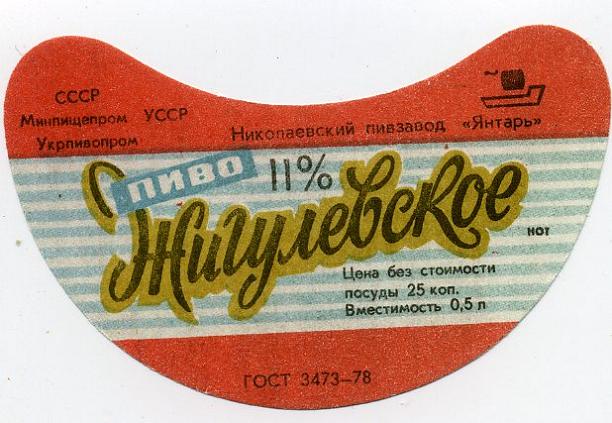 СССР
Минпищепром УССР
Укрпивопром
Николаевский пивзавод «Янтарь»
пиво 11%
Жигулевское
НОТ
Цена без стоимости
посуды 25 коп.
Вместимость 0,5 л
ГОСТ 3473–78